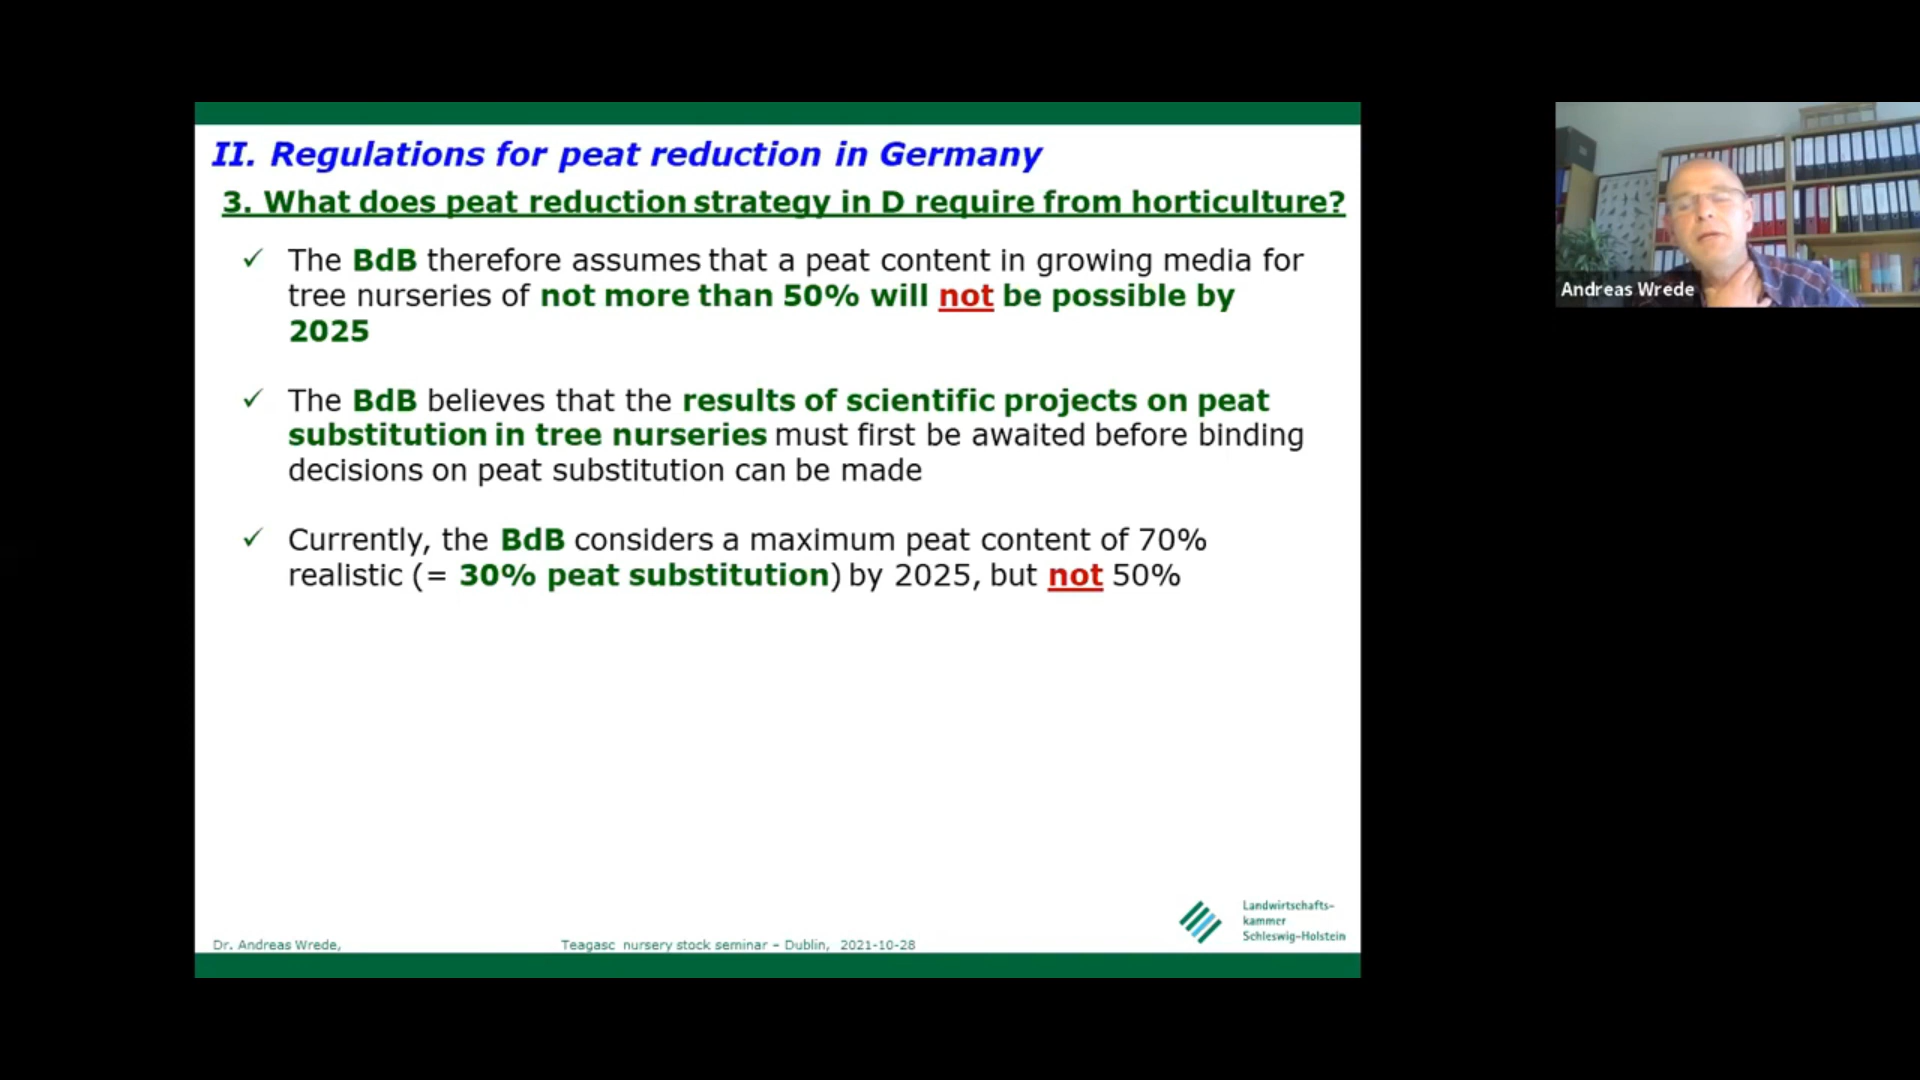 II. Regulations for peat reduction in Germany
3. What does peat reduction strategy in D require from horticulture?
✓ The BdB therefore assumes that a peat content in growing media for
tree nurseries of not more than 50% will not be possible by
2025
✓ The BdB believes that the results of scientific projects on peat
substitution in tree nurseries must first be awaited before binding
decisions on peat substitution can be made
✓ Currently, the BdB considers a maximum peat content of 70%
realistic (= 30% peat substitution) by 2025, but not 50%
Landwirtschafts-
kammer
Schleswig-Holstein
Dr. Andreas Wrede,
Teagasc nursery stock seminar – Dublin, 2021-10-28
Andreas Wrede